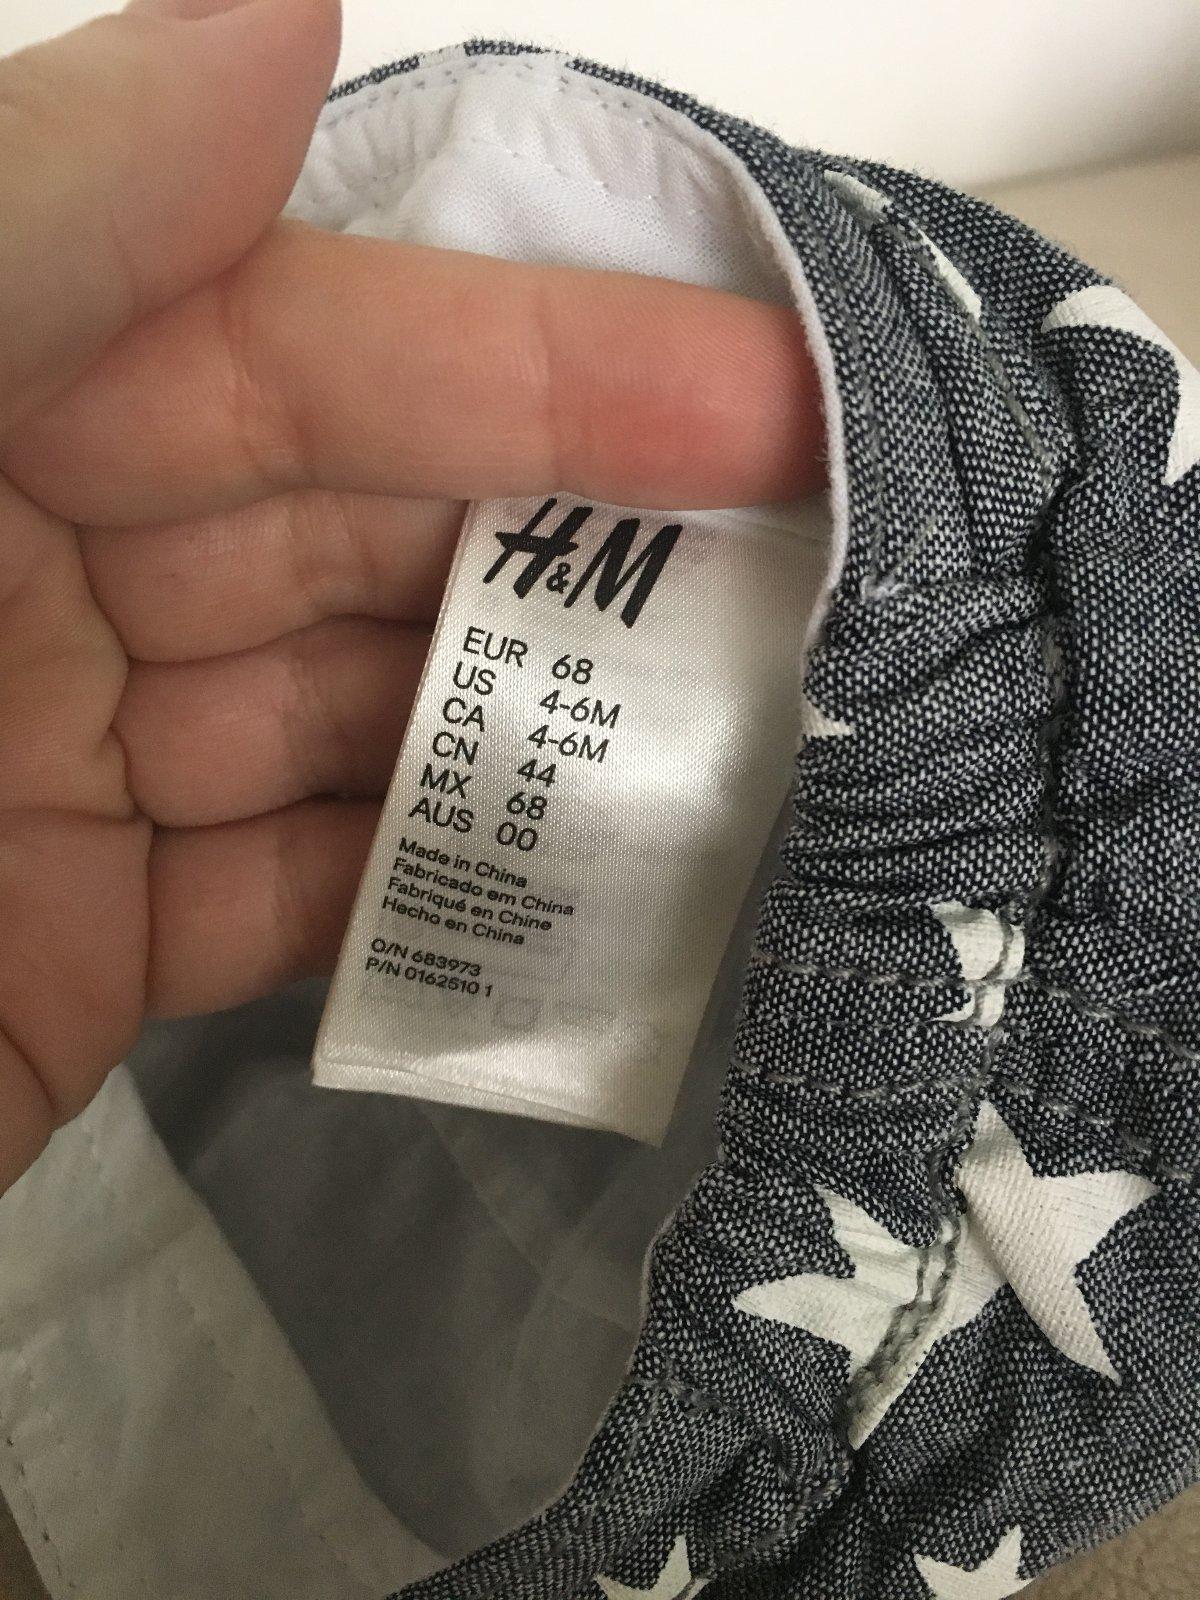 H&M
EUR 68
US 4-6M
CA 4-6M
CN 44
MX 68
AUS 00
Made in China
Fabricado em China
Fabriqué en Chine
Hecho en China
O/N 683973
P/N 0162510 1